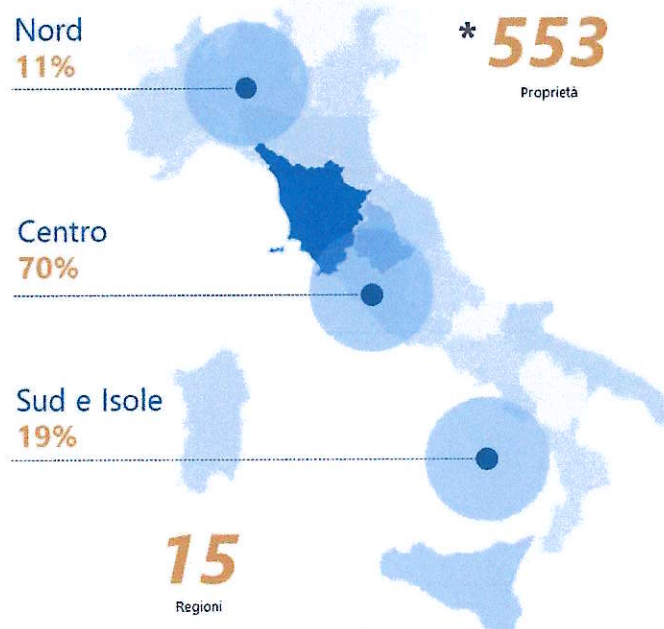 Nord
11%
* 553
Proprietà
Centro
70%
Sud e Isole
19%
15
Regioni